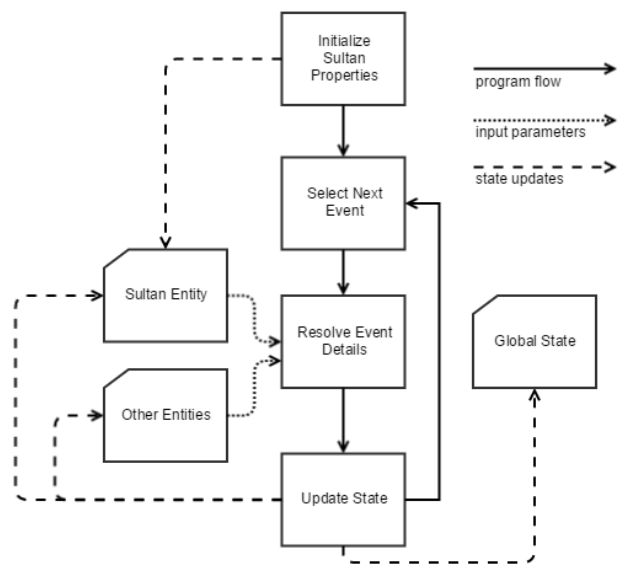 Initialize
Sultan
Properties
program flow
input parameters
state updates
Select Next
Event
Sultan Entity
Resolve Event
Details
Global State
Other Entities
Update State